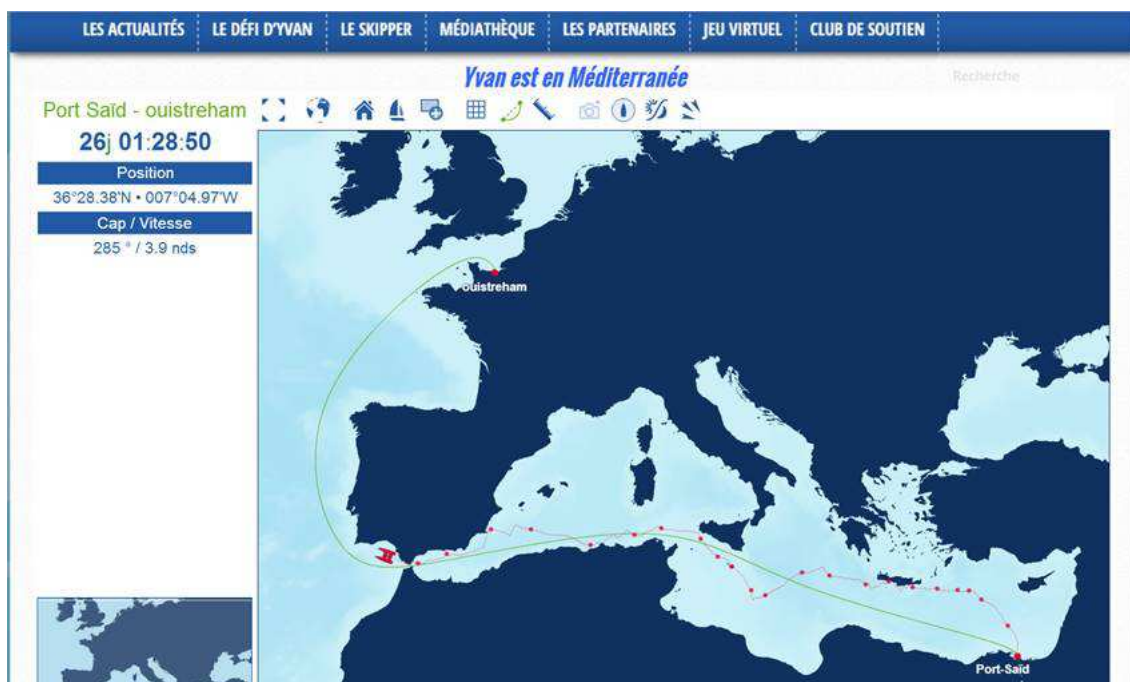 LES ACTUALITÉS LE DÉFI D'YVAN LE SKIPPER MÉDIATHÈQUE LES PARTENAIRES JEU VIRTUEL CLUB DE SOUTIEN
Yvan est en Méditerranée
Recherche
Port Saïd - ouistreham
26j 01:28:50
Position
36°28.38'N • 007°04.97'W
Cap / Vitesse
285 ° / 3.9 nds
ouistreham
Port-Saïd